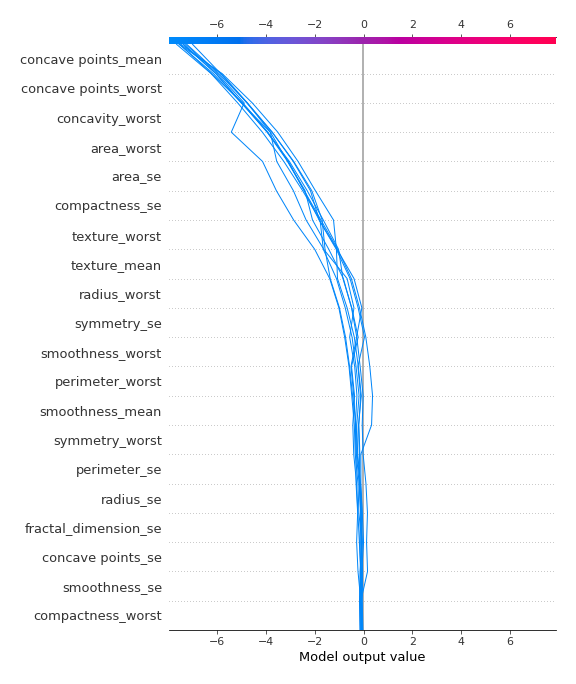 −6 −4 −2 0 2 4 6
concave points_mean
concave points_worst
concavity_worst
area_worst
area_se
compactness_se
texture_worst
texture_mean
radius_worst
symmetry_se
smoothness_worst
perimeter_worst
smoothness_mean
symmetry_worst
perimeter_se
radius_se
fractal_dimension_se
concave points_se
smoothness_se
compactness_worst
−6 −4 −2 0 2 4 6
Model output value